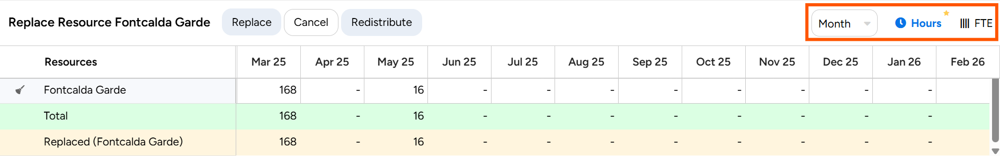 Replace Resource Fontcalda Garde Replace Cancel Redistribute Month Hours FTE
Resources Mar 25 Apr 25 May 25 Jun 25 Jul 25 Aug 25 Sep 25 Oct 25 Nov 25 Dec 25 Jan 26 Feb 26
Fontcalda Garde 168 - 16 - - - - - - - -
Total 168 - 16 - - - - - - - -
Replaced (Fontcalda Garde) 168 - 16 - - - - - - - -